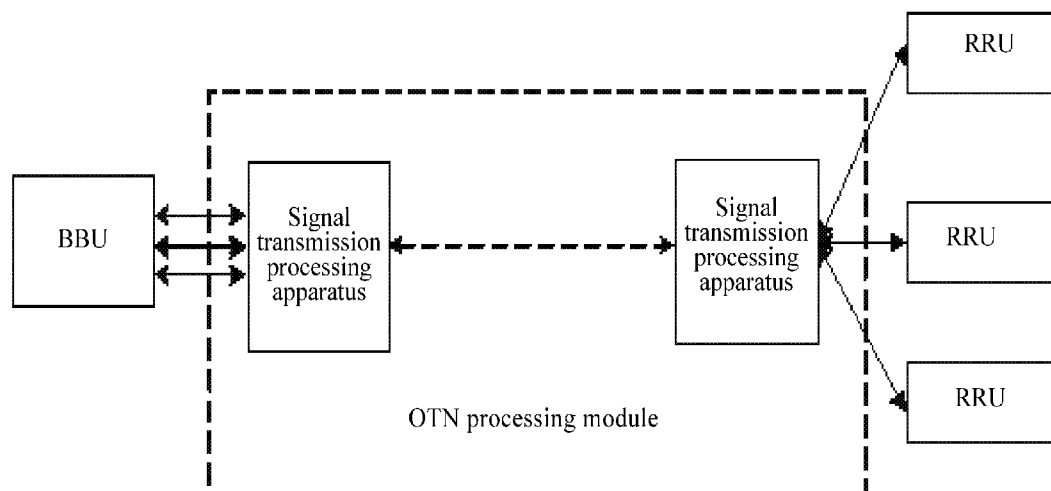 RRU
BBU
Signal
transmission
processing
apparatus
Signal
transmission
processing
apparatus
RRU
RRU
OTN processing module